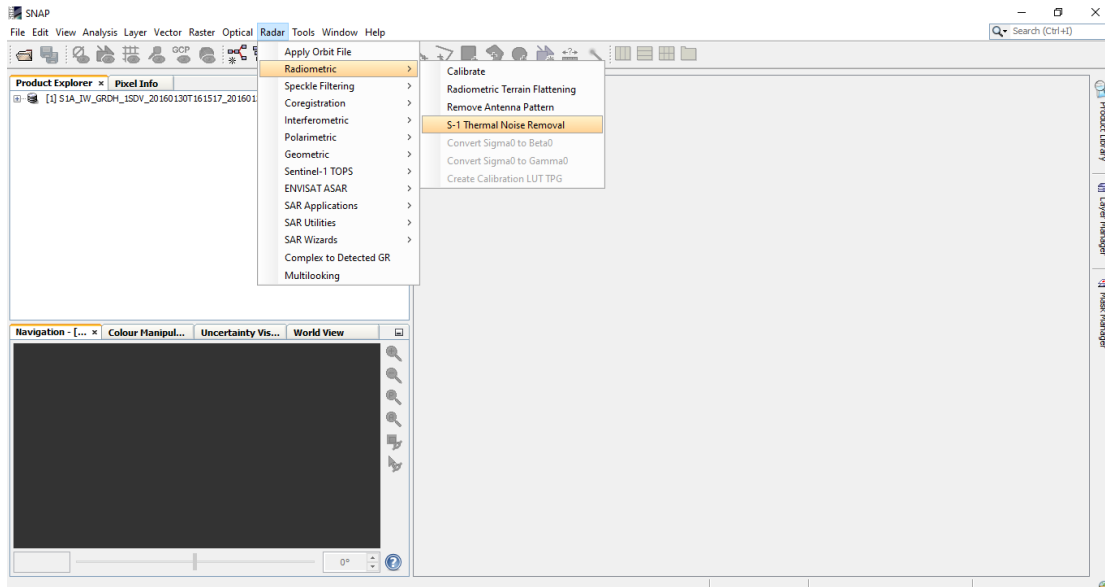 SNAP
File Edit View Analysis Layer Vector Raster Optical Radar Tools Window Help
Search (Ctrl+I)
GCP
Apply Orbit File
Radiometric
Speckle Filtering
Coregistration
Interferometric
Polarimetric
Geometric
Sentinel-1 TOPS
ENVISAT ASAR
SAR Applications
SAR Utilities
SAR Wizards
Complex to Detected GR
Multilooking
Calibrate
Radiometric Terrain Flattening
Remove Antenna Pattern
S-1 Thermal Noise Removal
Convert Sigma0 to Beta0
Convert Sigma0 to Gamma0
Create Calibration LUT TPG
Product Explorer × Pixel Info
[1] S1A_IW_GRDH_1SDV_20160130T161517_201601
Navigation - [... × Colour Manipul... Uncertainty Vis... World View
0°
Product Library
Layer Manager
Mask Manager